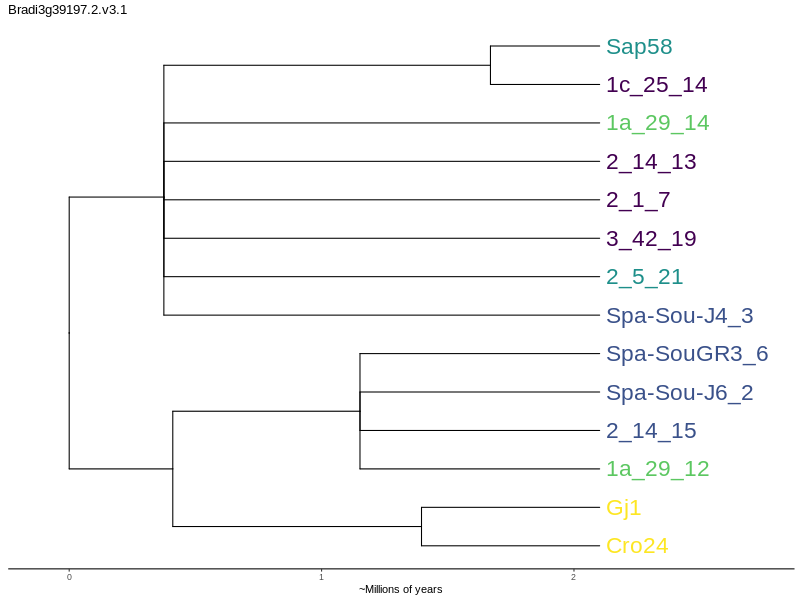 Bradi3g39197.2.v3.1
Sap58
1c_25_14
1a_29_14
2_14_13
2_1_7
3_42_19
2_5_21
Spa-Sou-J4_3
Spa-SouGR3_6
Spa-Sou-J6_2
2_14_15
1a_29_12
Gj1
Cro24
0 1 2
~Millions of years